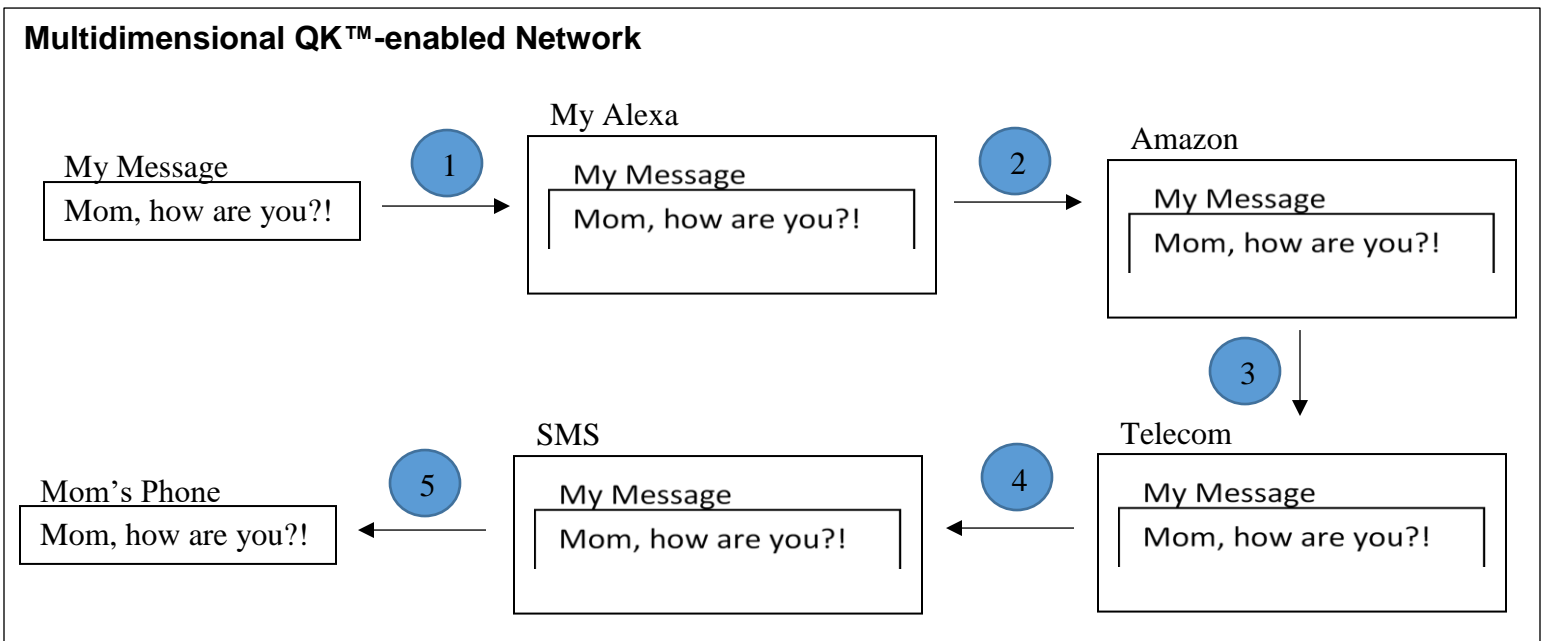 Multidimensional QK™-enabled Network
My Message
Mom, how are you?!
1
My Alexa
My Message
Mom, how are you?!
2
Amazon
My Message
Mom, how are you?!
3
Telecom
My Message
Mom, how are you?!
4
SMS
My Message
Mom, how are you?!
5
Mom’s Phone
Mom, how are you?!